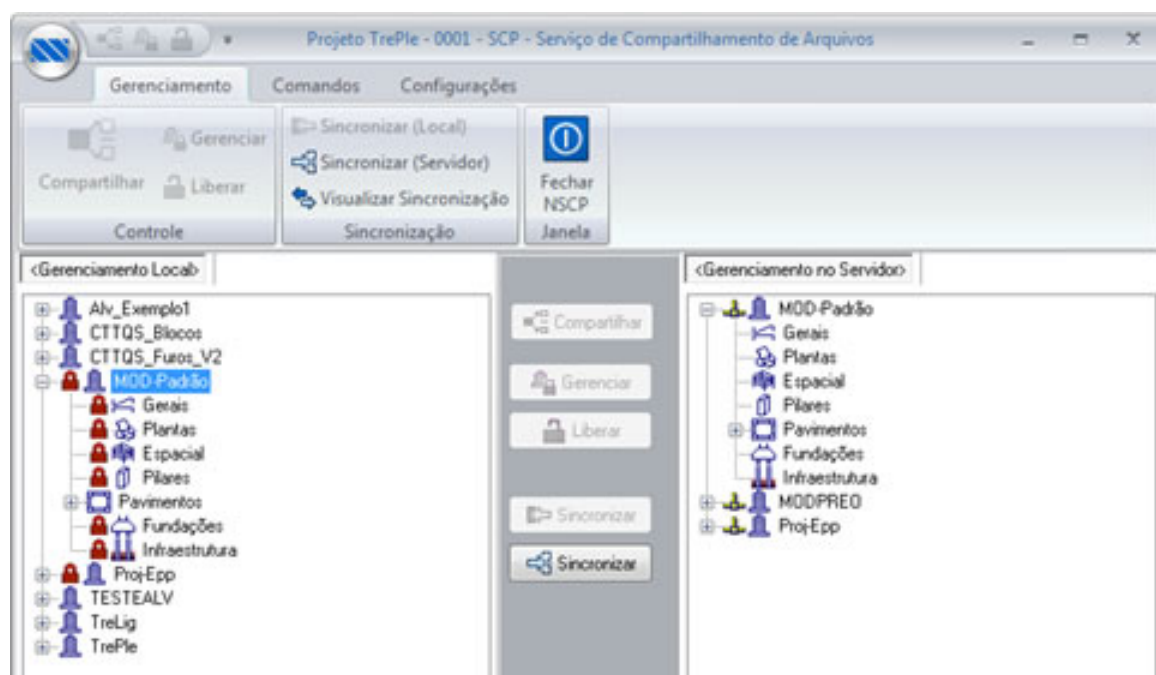 Projeto TrePle - 0001 - SCP - Serviço de Compartilhamento de Arquivos
Gerenciamento Comandos Configurações
Compartilhar
Gerenciar
Liberar
Controle
Sincronizar (Local)
Sincronizar (Servidor)
Visualizar Sincronização
Sincronização
Fechar
NSCP
Janela
<Gerenciamento Local>
Alv_Exemplo1
CTTQS_Blocos
CTTQS_Furos_V2
MOD-Padrão
Gerais
Plantas
Espacial
Pilares
Pavimentos
Fundações
Infraestrutura
Proj-Epp
TESTEALV
TreLig
TrePle
Compartilhar
Gerenciar
Liberar
Sincronizar
Sincronizar
<Gerenciamento no Servidor>
MOD-Padrão
Gerais
Plantas
Espacial
Pilares
Pavimentos
Fundações
Infraestrutura
MODPREO
Proj-Epp